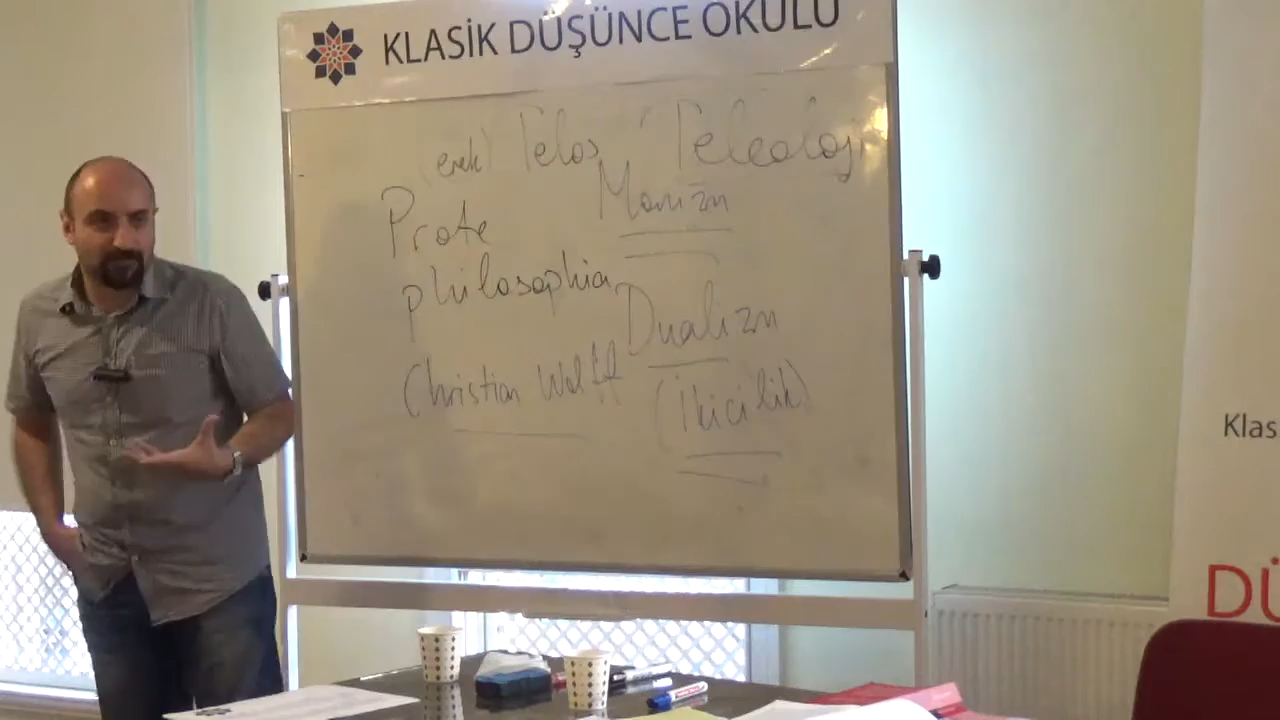 KLASİK DÜŞÜNCE OKULU
(erek) Telos Teleoloji
Prote Monizm
philosophia Dualizm
Christian Wolff (İkicilik)
Klas
DÜ